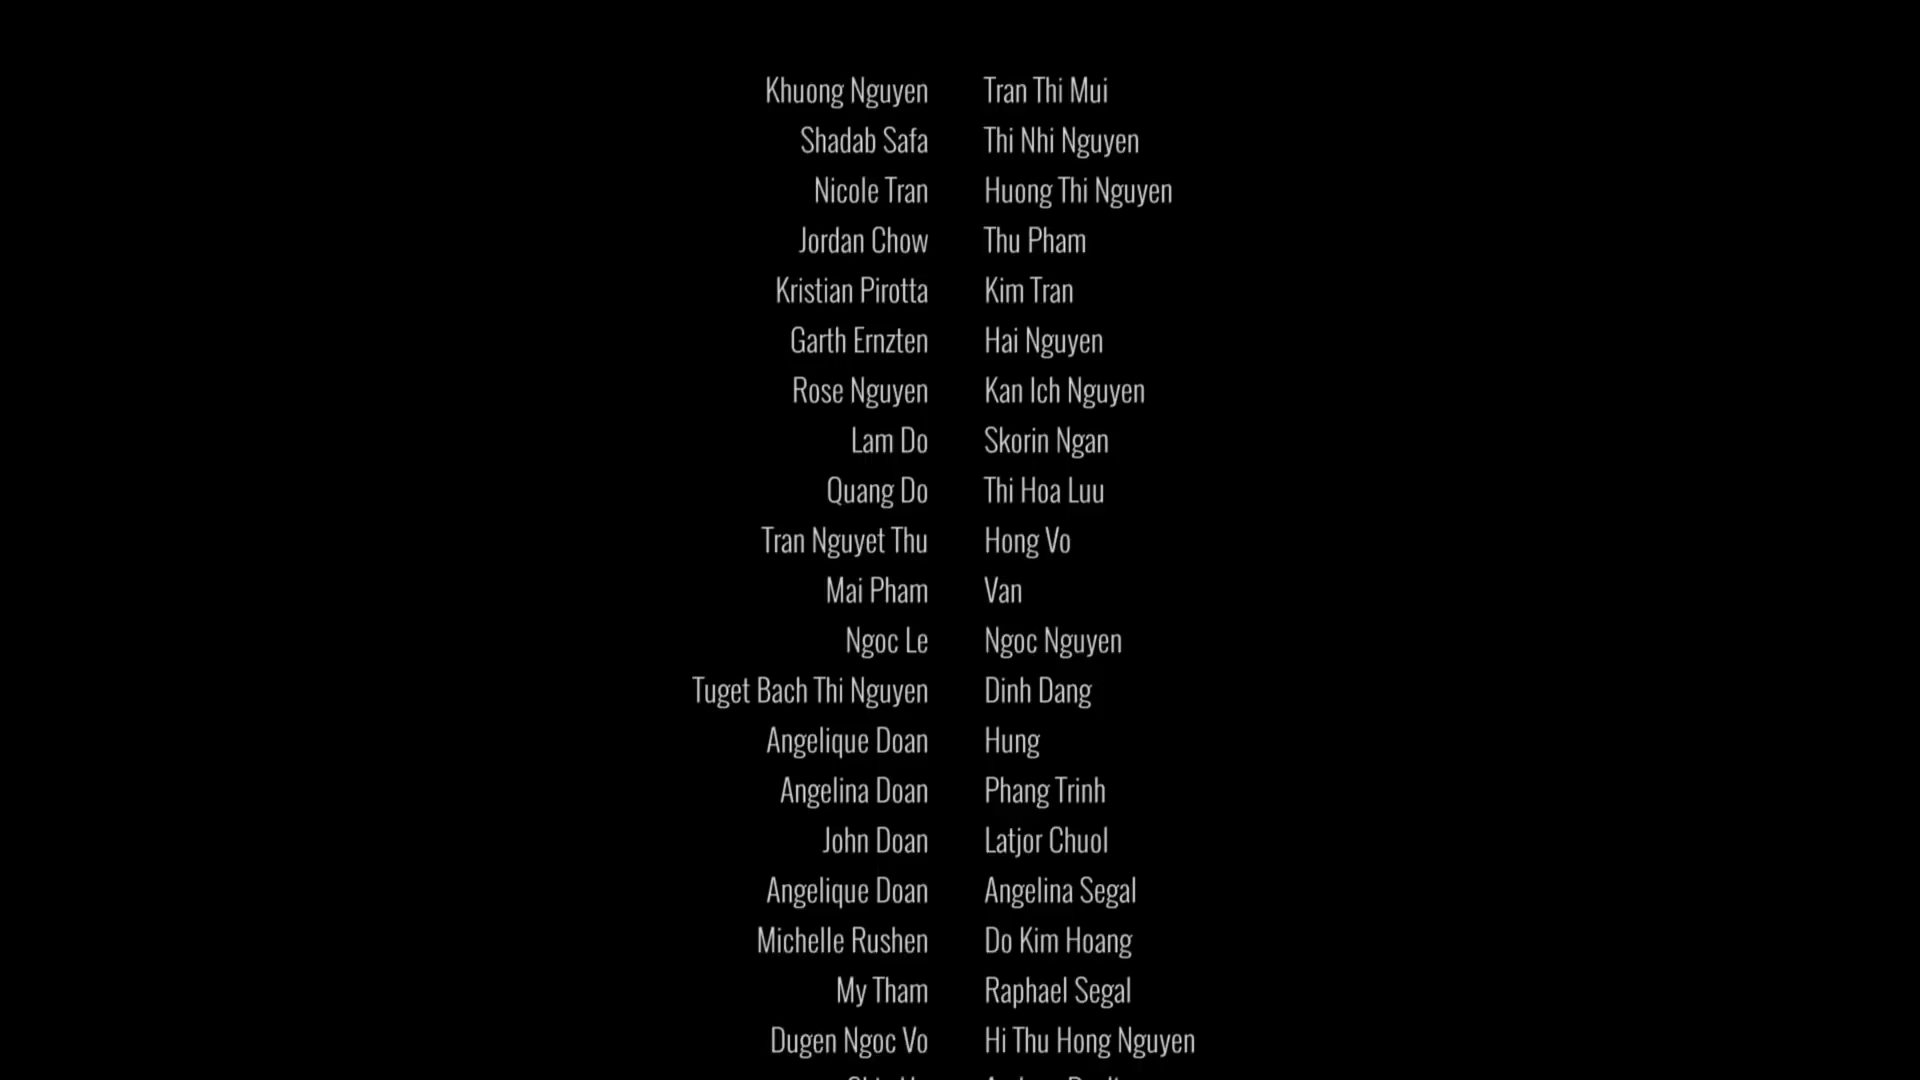 Khuong Nguyen Tran Thi Mui
Shadab Safa Thi Nhi Nguyen
Nicole Tran Huong Thi Nguyen
Jordan Chow Thu Pham
Kristian Pirotta Kim Tran
Garth Ernzten Hai Nguyen
Rose Nguyen Kan Ich Nguyen
Lam Do Skorin Ngan
Quang Do Thi Hoa Luu
Tran Nguyet Thu Hong Vo
Mai Pham Van
Ngoc Le Ngoc Nguyen
Tuget Bach Thi Nguyen Dinh Dang
Angelique Doan Hung
Angelina Doan Phang Trinh
John Doan Latjor Chuol
Angelique Doan Angelina Segal
Michelle Rushen Do Kim Hoang
My Tham Raphael Segal
Dugen Ngoc Vo Hi Thu Hong Nguyen